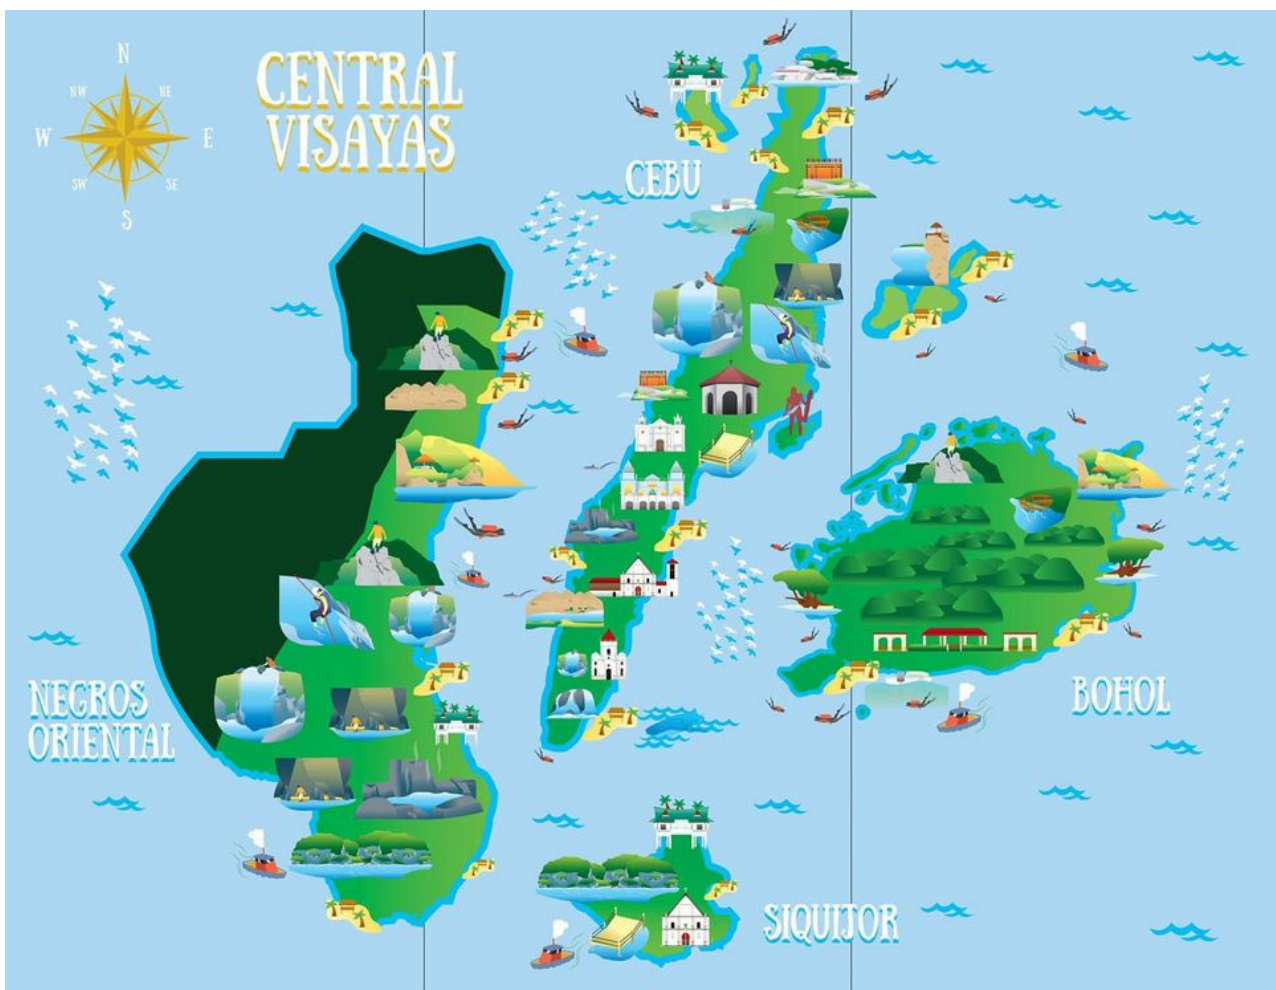 N
NW
NE
W
E
SW
SE
S
CENTRAL
VISAYAS
CEBU
NEGROS
ORIENTAL
BOHOL
SIQUIJOR